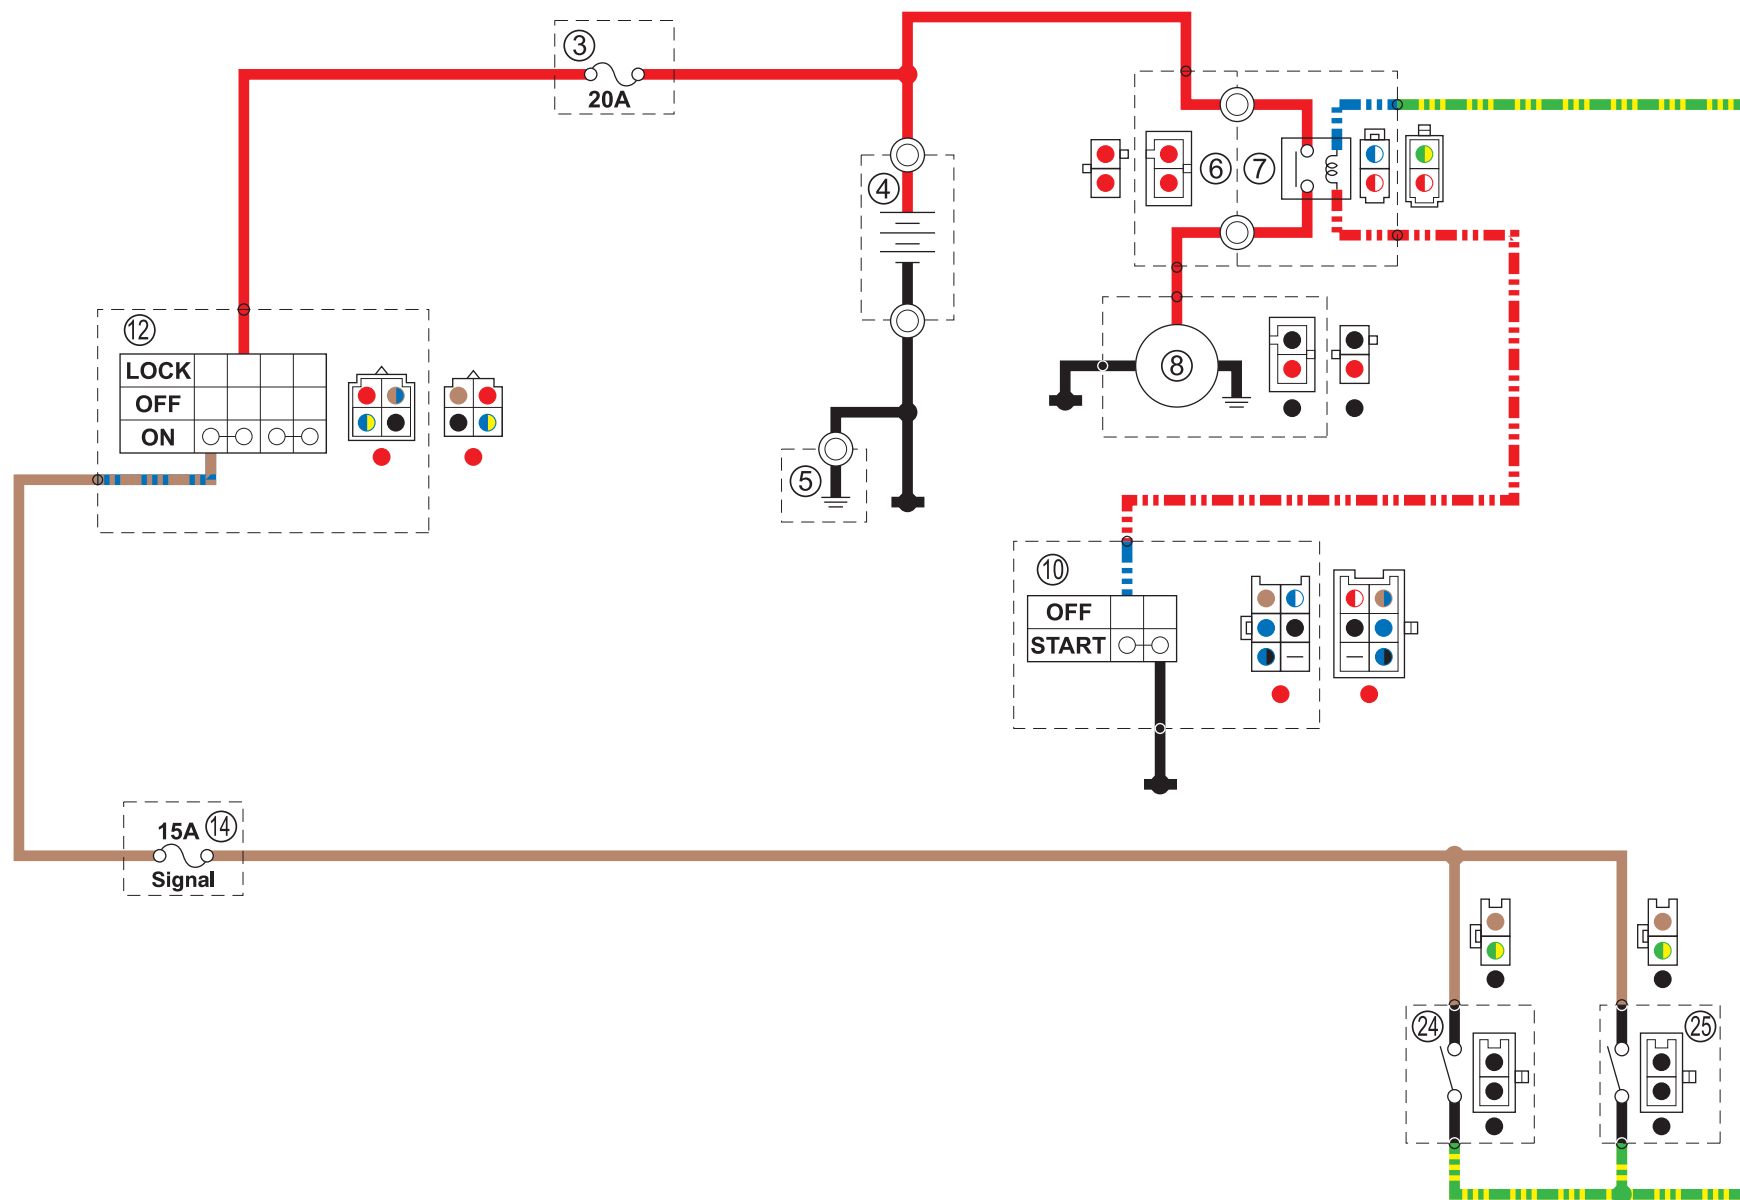 ③
20A
④
⑥
⑦
⑫
LOCK
OFF
ON
⑧
⑤
⑩
OFF
START
15A ⑭
Signal
㉔
㉕